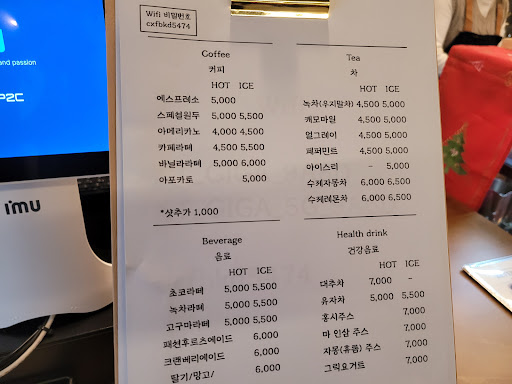 Wifi 비밀번호
cxfbkd5474
and passion
P2C
imu
Coffee
커피
HOT IGE
에스프레소 5,000
스페셜원두 5,000 5,500
아메리카노 4,000 4,500
카페라떼 5,000 5,500
바닐라라떼 5,000 6,000
아포카토 5,000
*샷추가 1,000
Tea
차
HOT IGE
녹차(우지말차) 4,500 5,000
캐모마일 4,500 5,000
얼그레이 4,500 5,000
페퍼민트 4,500 5,000
아이스티 - 5,000
수제자몽차 6,000 6,500
수제레몬차 6,000 6,500
Beverage
음료
HOT IGE
초코라떼 5,000 5,500
녹차라떼 5,000 5,500
고구마라떼 5,000 5,500
패션후르츠에이드 6,000
크랜베리에이드 6,000
딸기/망고/ 6,000
Health drink
건강음료
HOT IGE
대추차 7,000 -
유자차 5,000 5,500
홍시주스 7,000
마 인삼 주스 7,000
자몽(휴롬) 주스 7,000
그릭요거트 7,000